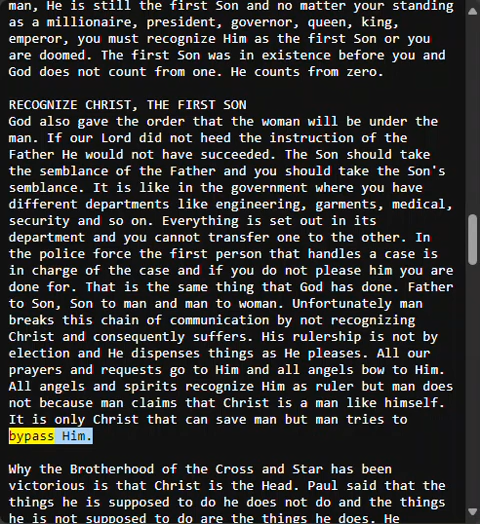 man, He is still the first Son and no matter your standing
as a millionaire, president, governor, queen, king,
emperor, you must recognize Him as the first Son or you
are doomed. The first Son was in existence before you and
God does not count from one. He counts from zero.

RECOGNIZE CHRIST, THE FIRST SON
God also gave the order that the woman will be under the
man. If our Lord did not heed the instruction of the
Father He would not have succeeded. The Son should take
the semblance of the Father and you should take the Son's
semblance. It is like in the government where you have
different departments like engineering, garments, medical,
security and so on. Everything is set out in its
department and you cannot transfer one to the other. In
the police force the first person that handles a case is
in charge of the case and if you do not please him you are
done for. That is the same thing that God has done. Father
to Son, Son to man and man to woman. Unfortunately man
breaks this chain of communication by not recognizing
Christ and consequently suffers. His rulership is not by
election and He dispenses things as He pleases. All our
prayers and requests go to Him and all angels bow to Him.
All angels and spirits recognize Him as ruler but man does
not because man claims that Christ is a man like himself.
It is only Christ that can save man but man tries to
bypass Him.

Why the Brotherhood of the Cross and Star has been
victorious is that Christ is the Head. Paul said that the
things he is supposed to do he does not do and the things
he is not supposed to do are the things he does. He